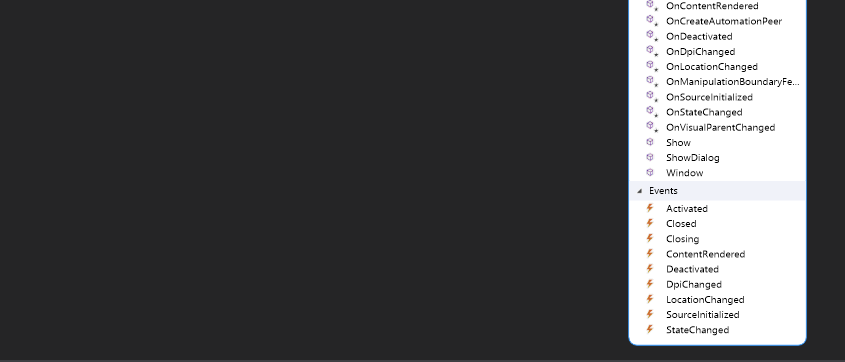 OnContentRendered
OnCreateAutomationPeer
OnDeactivated
OnDpiChanged
OnLocationChanged
OnManipulationBoundaryFe...
OnSourceInitialized
OnStateChanged
OnVisualParentChanged
Show
ShowDialog
Window
Events
Activated
Closed
Closing
ContentRendered
Deactivated
DpiChanged
LocationChanged
SourceInitialized
StateChanged